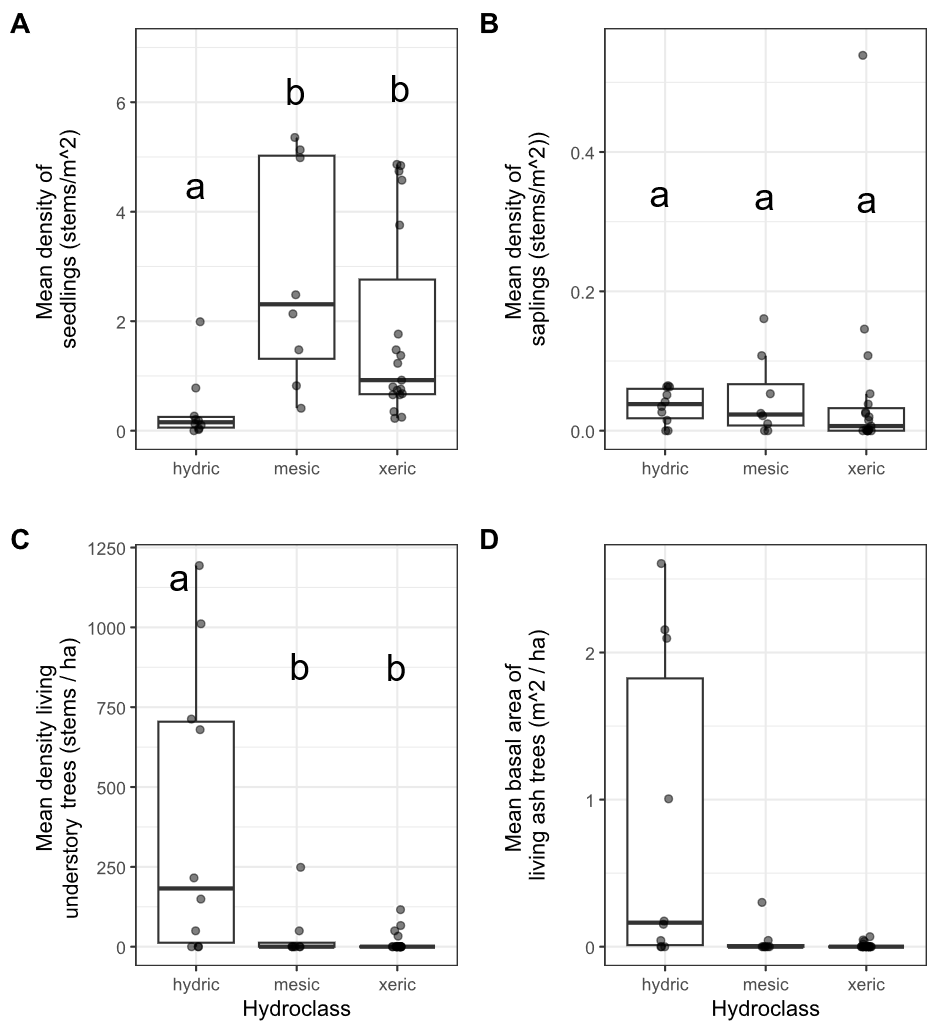 A
Mean density of
seedlings (stems/m^2)
6
4
2
0
a
b
b
hydric
mesic
xeric
B
Mean density of
saplings (stems/m^2))
0.4
0.2
0.0
a
a
a
hydric
mesic
xeric
C
Mean density living
understory trees (stems / ha)
1250
1000
750
500
250
0
a
b
b
hydric
mesic
xeric
Hydroclass
D
Mean basal area of
living ash trees (m^2 / ha)
2
1
0
hydric
mesic
xeric
Hydroclass